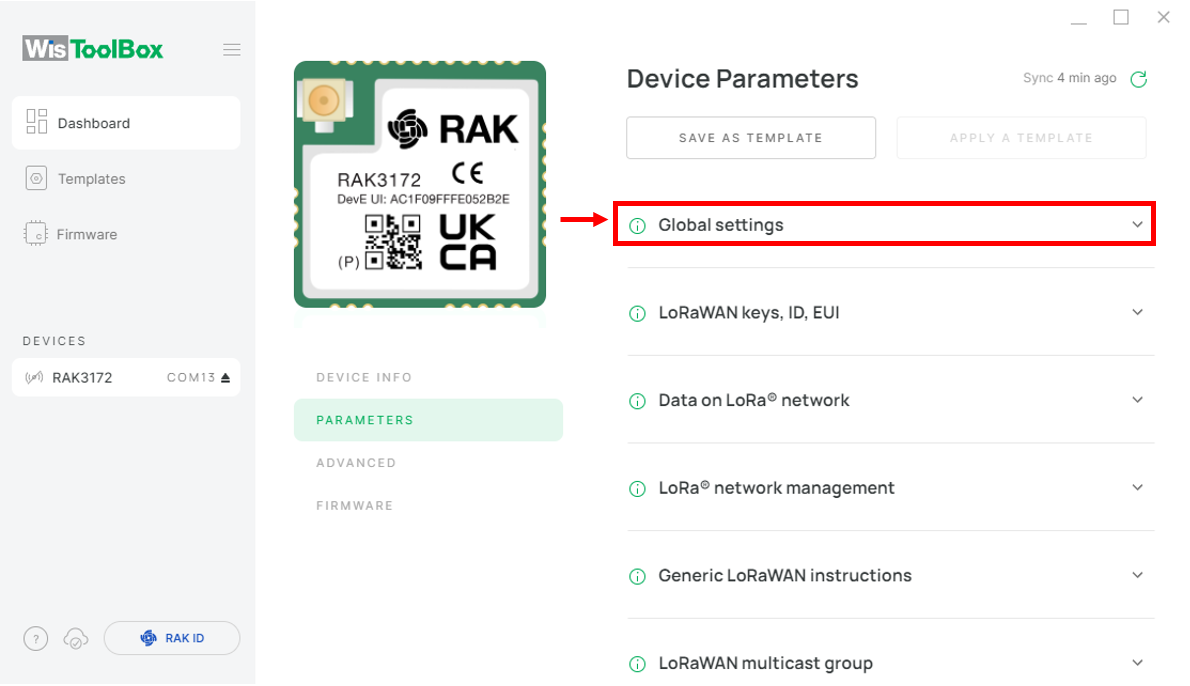 WisToolBox
Dashboard
Templates
Firmware
DEVICES
RAK3172 COM13
?
RAK ID
RAK
RAK3172
DevE UI: AC1F09FFFE052B2E
(P)
UK
CA
DEVICE INFO
PARAMETERS
ADVANCED
FIRMWARE
Device Parameters
Sync 4 min ago
SAVE AS TEMPLATE
APPLY A TEMPLATE
Global settings
LoRaWAN keys, ID, EUI
Data on LoRa® network
LoRa® network management
Generic LoRaWAN instructions
LoRaWAN multicast group